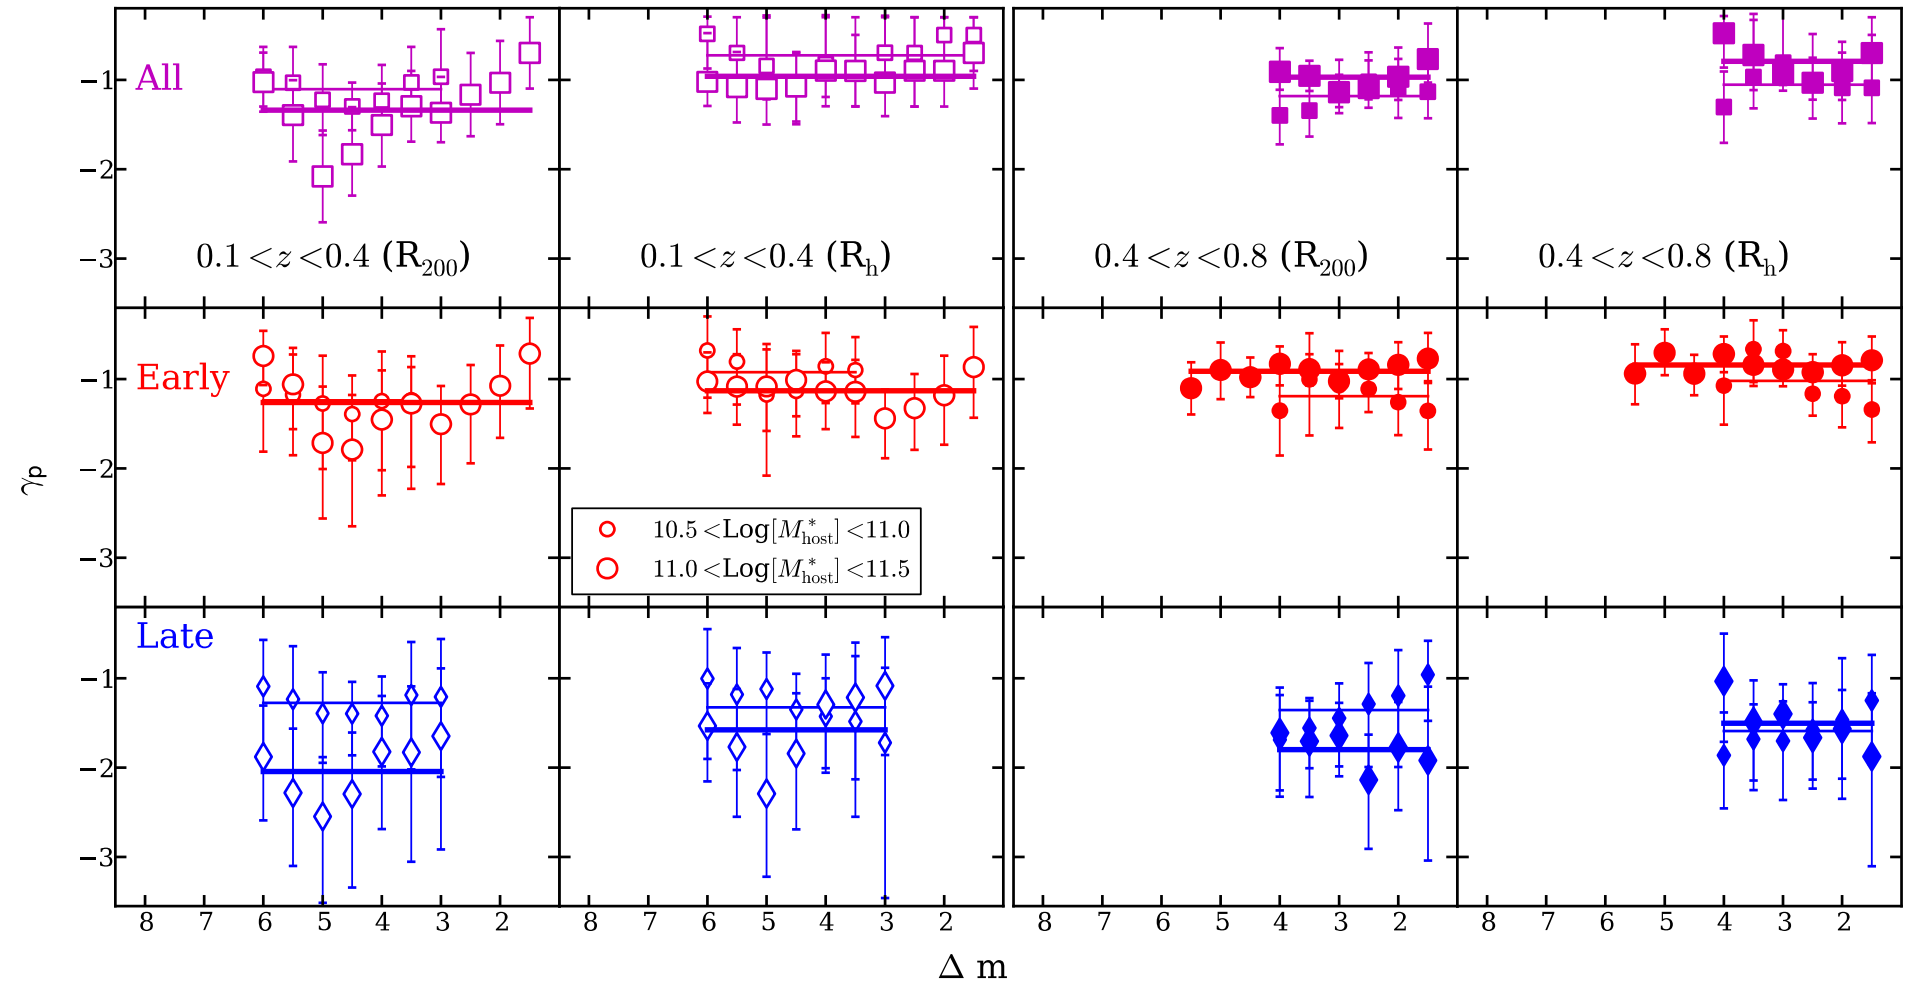 −1 All
−2
−3 0.1 < z < 0.4 (R₂₀₀) 0.1 < z < 0.4 (Rₕ) 0.4 < z < 0.8 (R₂₀₀) 0.4 < z < 0.8 (Rₕ)
−1 Early
−2
γp
10.5 < Log[M*host] < 11.0
−3 11.0 < Log[M*host] < 11.5
Late
−1
−2
−3
8 7 6 5 4 3 2 8 7 6 5 4 3 2 8 7 6 5 4 3 2 8 7 6 5 4 3 2
Δ m